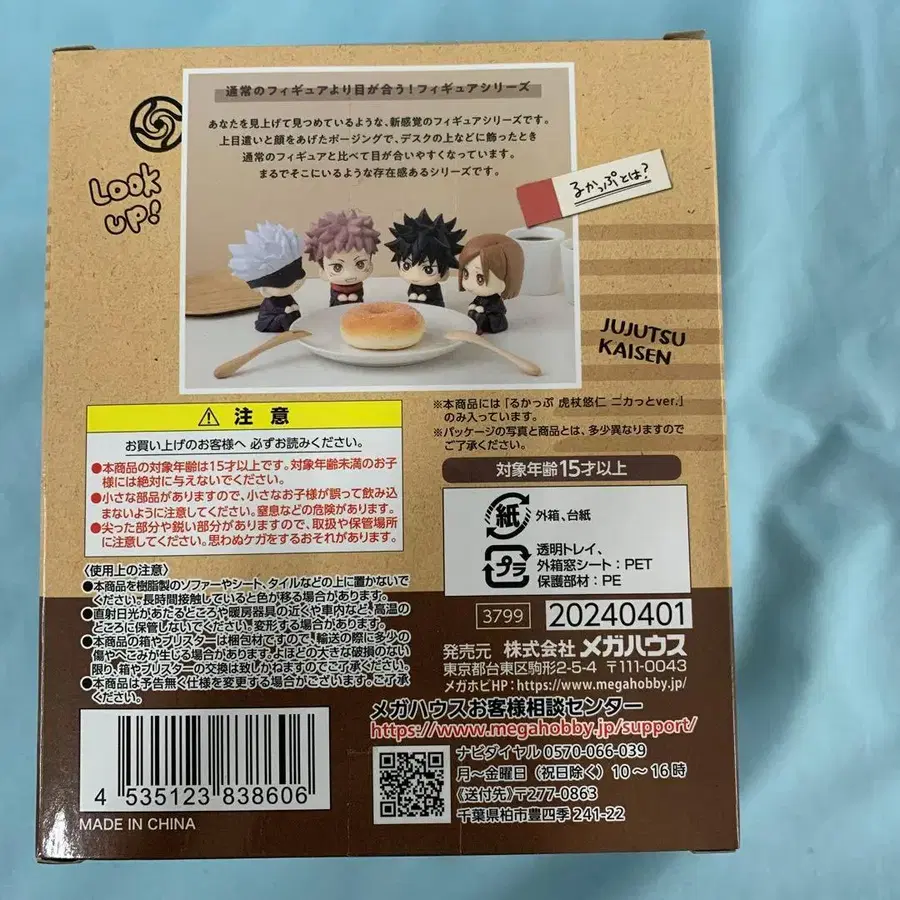 通常のフィギュアより目が合う!フィギュアシリーズ
あなたを見上げて見つめているような、新感覚のフィギュアシリーズです。
上目遣いと顔をあげたポージングで、デスクの上などに飾ったとき
通常のフィギュアと比べて目が合いやすくなっています。
まるでそこにいるような存在感あるシリーズです。
Look
UP!
るかっぷとは?
JUJUTSU
KAISEN
※本商品には「るかっぷ 虎杖悠仁 ニカっとver.」
のみ入っています。
※パッケージの写真と商品とは、多少異なりますので
ご了承ください。
⚠ 注意
お買い上げのお客様へ 必ずお読みください。
●本商品の対象年齢は15才以上です。対象年齢未満のお子
様には絶対に与えないでください。
●小さな部品がありますので、小さなお子様が誤って飲み込
まないように注意してください。窒息などの危険があります。
●尖った部分や鋭い部分がありますので、取扱や保管場所
に注意してください。思わぬケガをするおそれがあります。
〈使用上の注意〉
●本商品を樹脂製のソファーやシート、タイルなどの上に置かないで
ください。長時間接触していると色が移る場合があります。
●直射日光があたるところや暖房器具の近くや車内など、高温の
ところに保管しないでください。変形する場合があります。
●本商品の箱やブリスターは梱包材ですので、輸送の際に多少の
傷やへこみが生じる場合があります。よほどの大きな破損のない
限り、箱やブリスターの交換は致しかねますのでご了承ください。
●本商品は予告無く仕様を変更する場合がございます。ご了承
ください。
対象年齢15才以上
紙
外箱、台紙
プラ
透明トレイ、
外箱窓シート:PET
保護部材:PE
3799
20240401
発売元 株式会社 メガハウス
東京都台東区駒形2-5-4 〒111-0043
メガホビHP:https://www.megahobby.jp/
メガハウスお客様相談センター
https://www.megahobby.jp/support/
ナビダイヤル 0570-066-039
月〜金曜日(祝日除く)10〜16時
《送付先》〒277-0863
千葉県柏市豊四季241-22
4 535123 838606
MADE IN CHINA